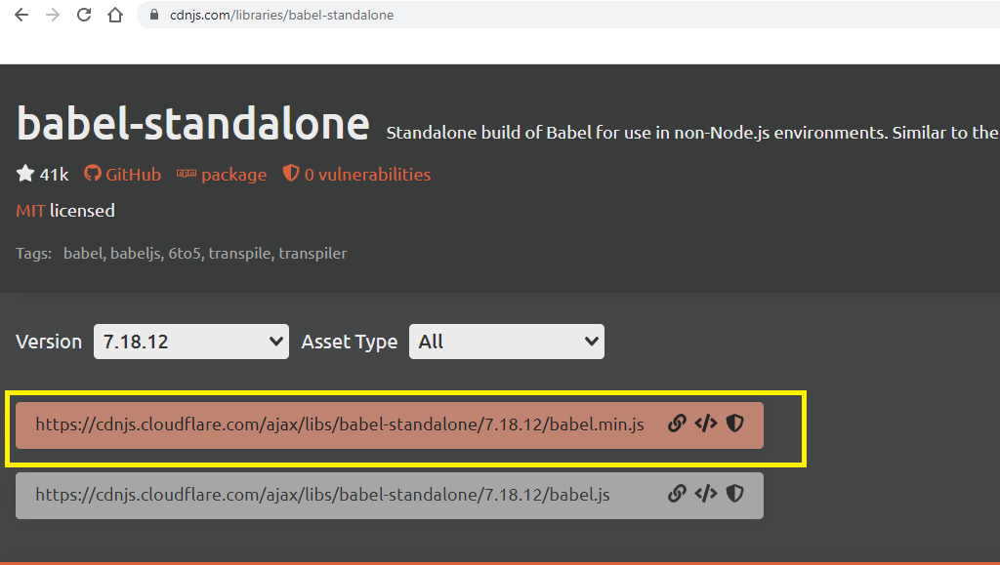 cdnjs.com/libraries/babel-standalone
babel-standalone Standalone build of Babel for use in non-Node.js environments. Similar to the
41k GitHub npm package 0 vulnerabilities
MIT licensed
Tags: babel, babeljs, 6to5, transpile, transpiler
Version 7.18.12 Asset Type All
https://cdnjs.cloudflare.com/ajax/libs/babel-standalone/7.18.12/babel.min.js </>
https://cdnjs.cloudflare.com/ajax/libs/babel-standalone/7.18.12/babel.js </>